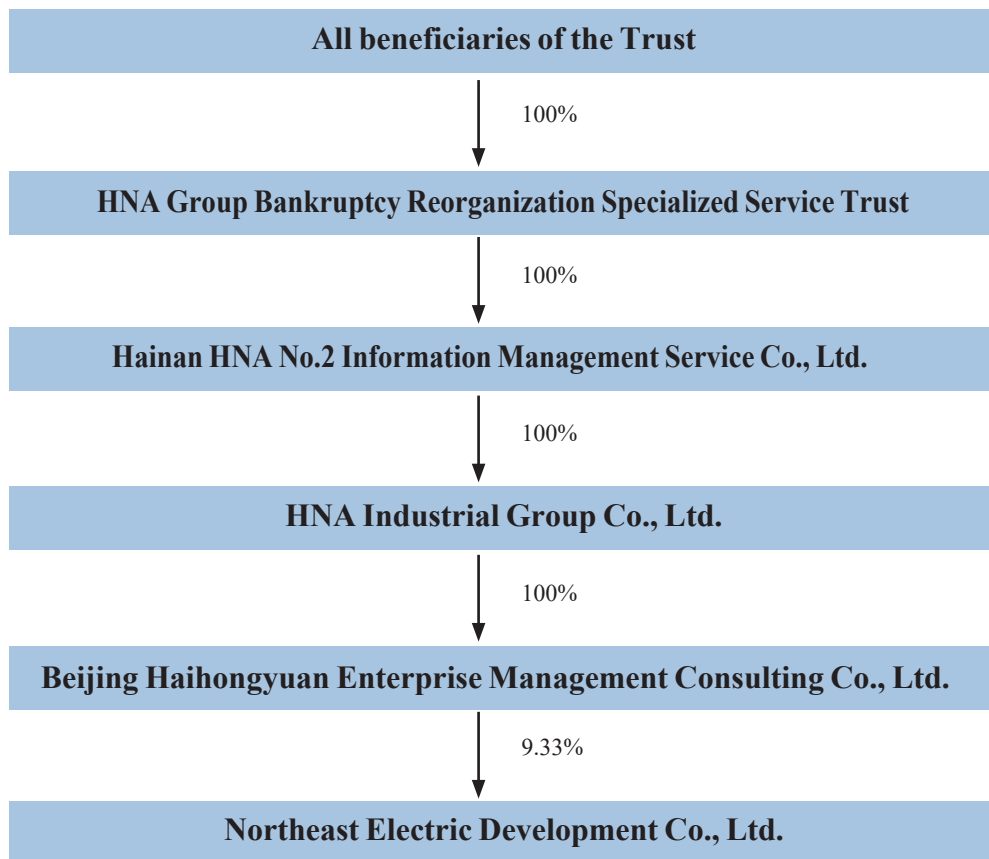 All beneficiaries of the Trust
100%
HNA Group Bankruptcy Reorganization Specialized Service Trust
100%
Hainan HNA No.2 Information Management Service Co., Ltd.
100%
HNA Industrial Group Co., Ltd.
100%
Beijing Haihongyuan Enterprise Management Consulting Co., Ltd.
9.33%
Northeast Electric Development Co., Ltd.